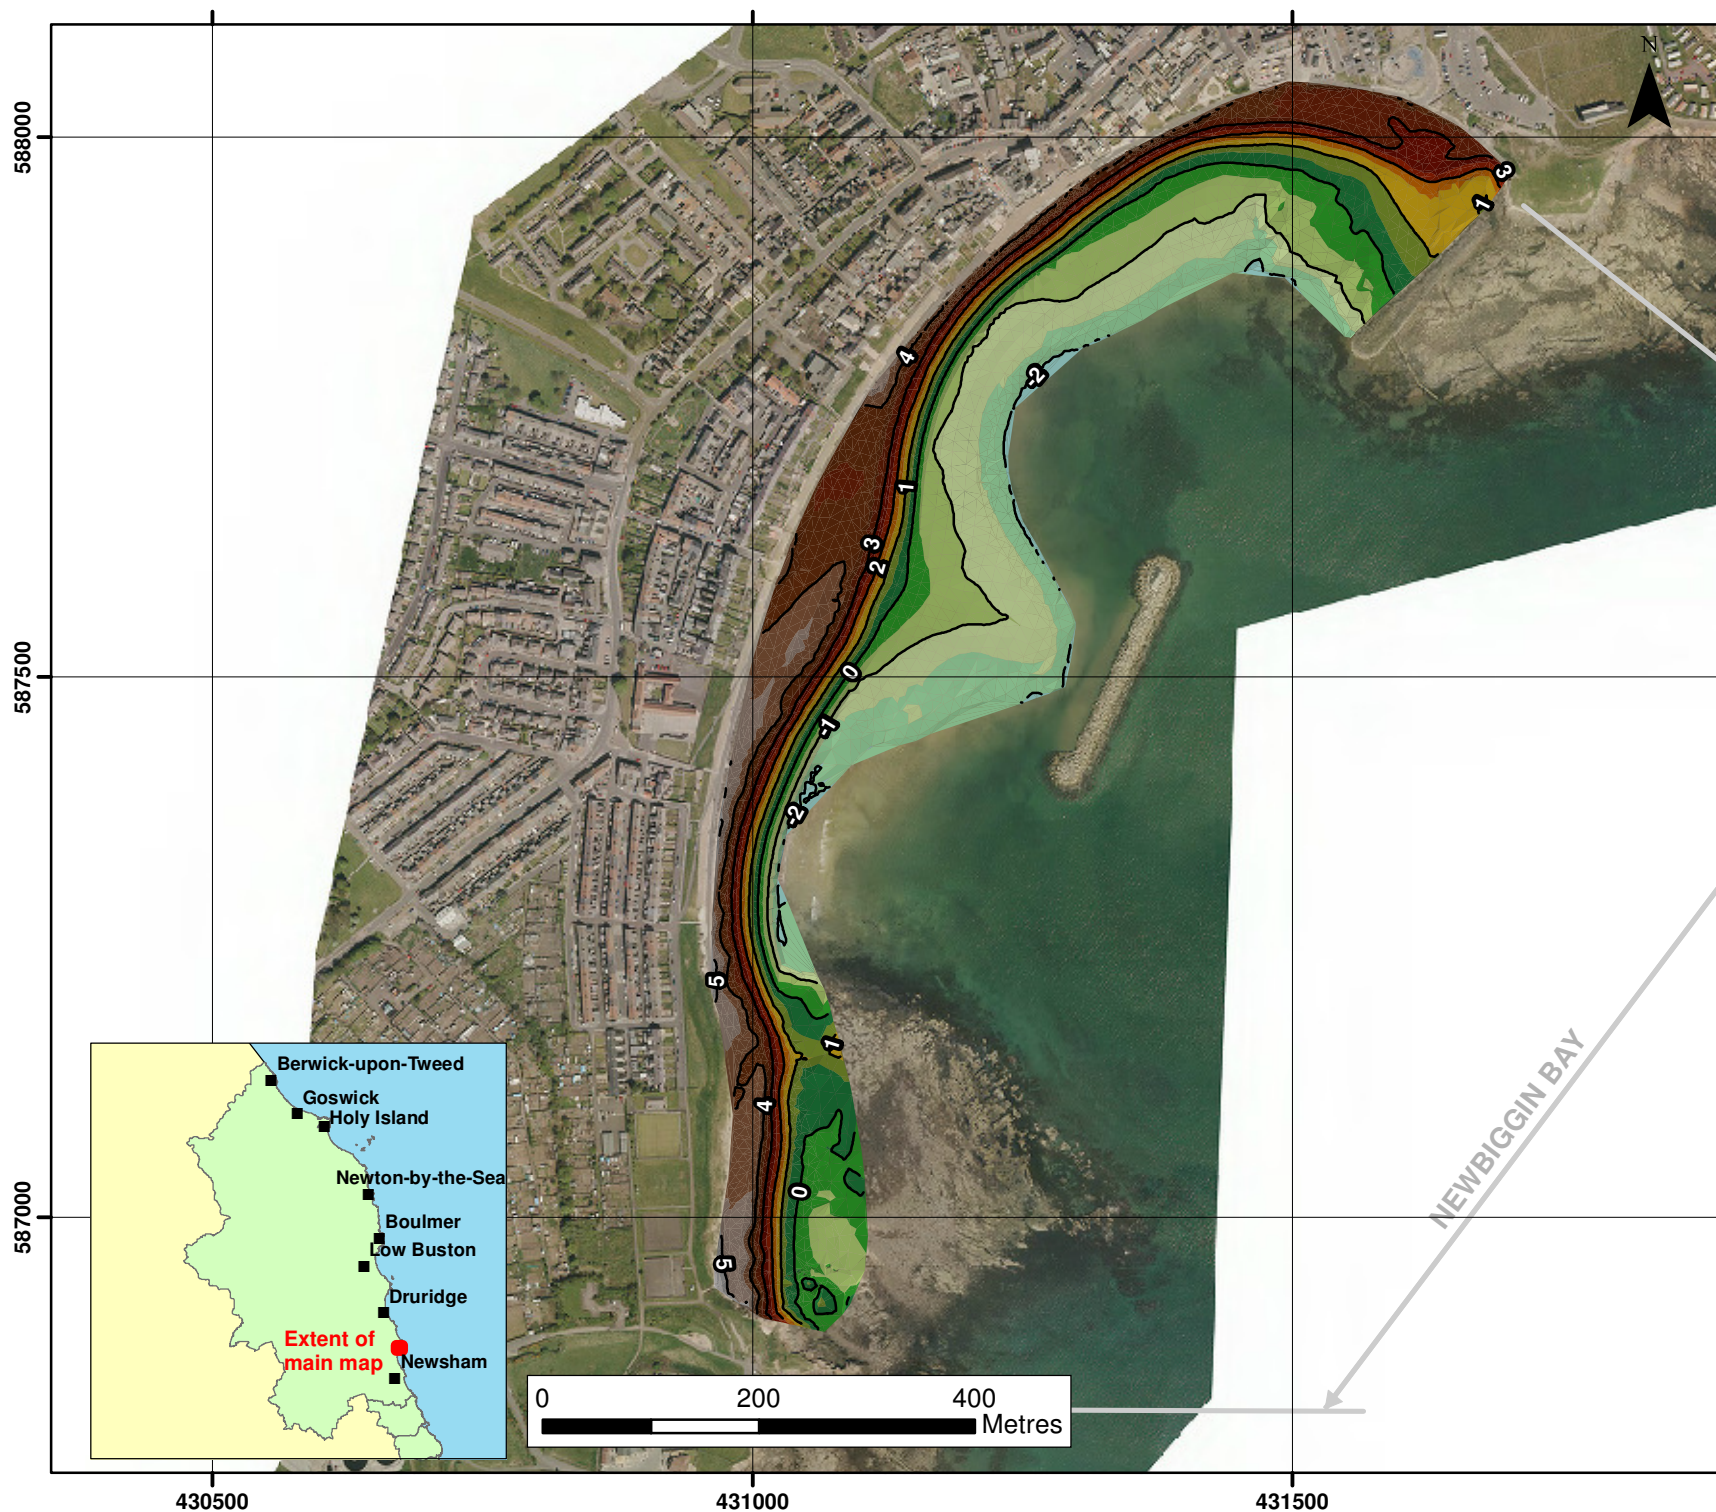 N
588000
587500
587000
430500
431000
431500
3
1
4
-2
1
3
2
0
-1
-2
5
1
4
0
5
NEWBIGGIN BAY
Berwick-upon-Tweed
Goswick
Holy Island
Newton-by-the-Sea
Boulmer
Low Buston
Druridge
Extent of
main map
Newsham
0 200 400
Metres